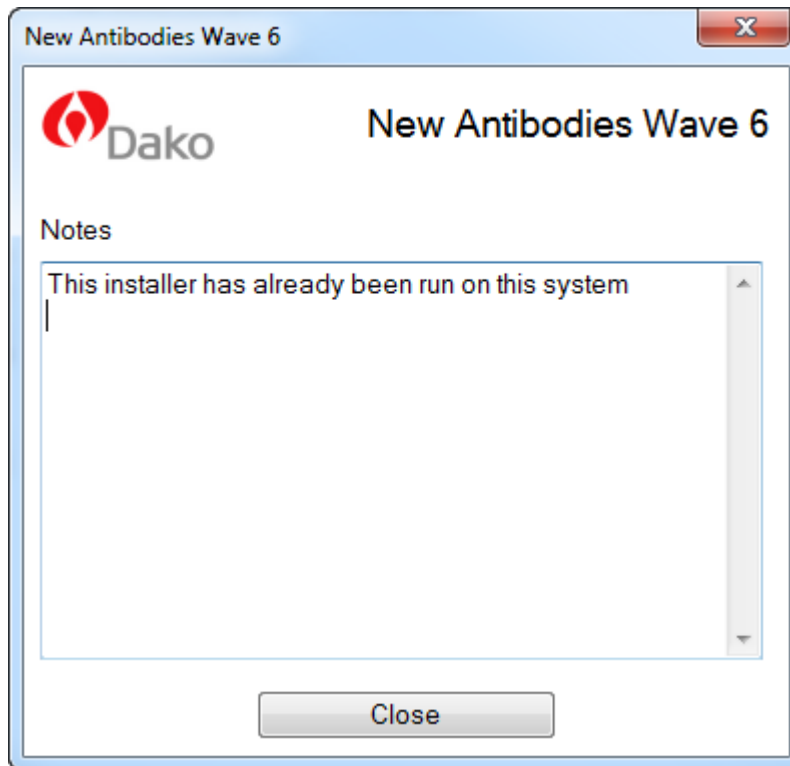 New Antibodies Wave 6
Dako
New Antibodies Wave 6
Notes
This installer has already been run on this system
Close